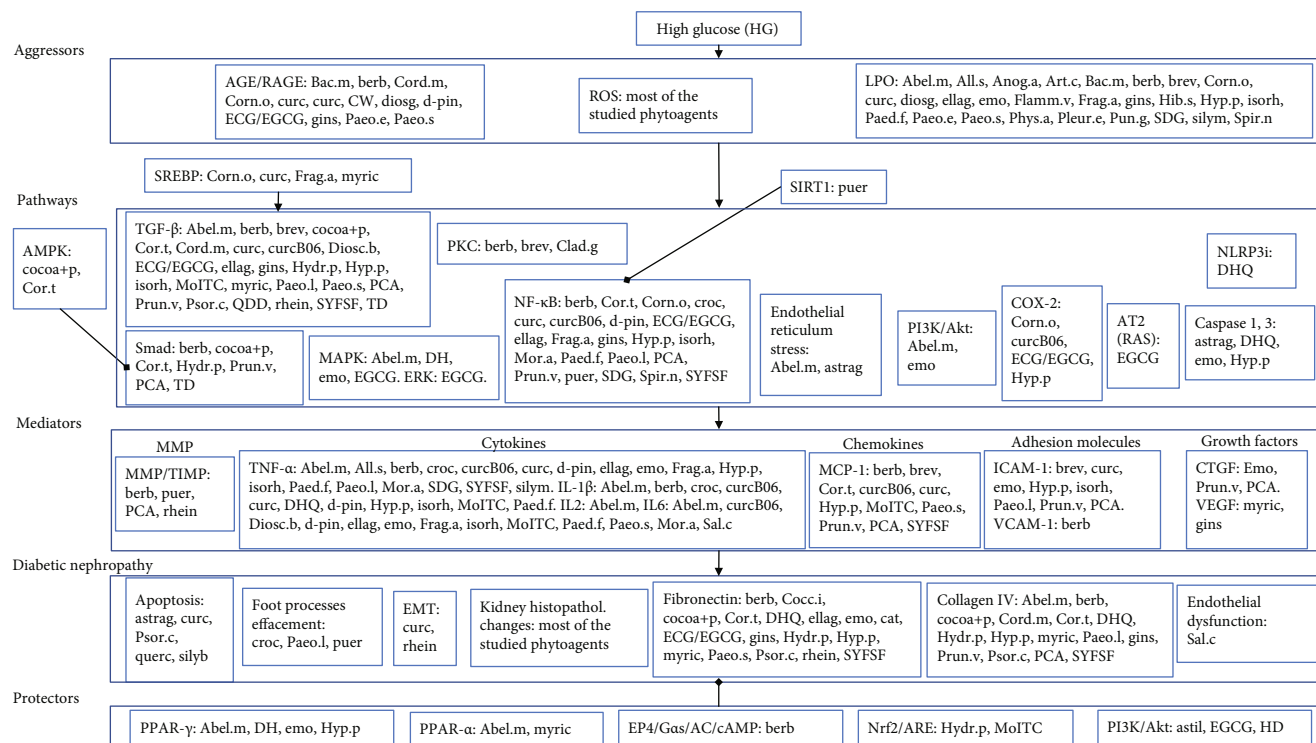 High glucose (HG)
Aggressors
AGE/RAGE: Bac.m, berb, Cord.m,
Corn.o, curc, curc, CW, diosg, d-pin,
ECG/EGCG, gins, Paeo.e, Paeo.s
ROS: most of the
studied phytoagents
LPO: Abel.m, All.s, Anog.a, Art.c, Bac.m, berb, brev, Corn.o,
curc, diosg, ellag, emo, Flamm.v, Frag.a, gins, Hib.s, Hyp.p, isorh,
Paed.f, Paeo.e, Paeo.s, Phys.a, Pleur.e, Pun.g, SDG, silym, Spir.n
SREBP: Corn.o, curc, Frag.a, myric
SIRT1: puer
Pathways
AMPK:
cocoa+p,
Cor.t
TGF-β: Abel.m, berb, brev, cocoa+p,
Cor.t, Cord.m, curc, curcB06, Diosc.b,
ECG/EGCG, ellag, gins, Hydr.p, Hyp.p,
isorh, MoITC, myric, Paeo.l, Paeo.s, PCA,
Prun.v, Psor.c, QDD, rhein, SYFSF, TD
PKC: berb, brev, Clad.g
NLRP3i:
DHQ
Smad: berb, cocoa+p,
Cor.t, Hydr.p, Prun.v,
PCA, TD
MAPK: Abel.m, DH,
emo, EGCG. ERK: EGCG.
NF-κB: berb, Cor.t, Corn.o, croc,
curc, curcB06, d-pin, ECG/EGCG,
ellag, Frag.a, gins, Hyp.p, isorh,
Mor.a, Paed.f, Paeo.l, PCA,
Prun.v, puer, SDG, Spir.n, SYFSF
Endothelial
reticulum
stress:
Abel.m, astrag
PI3K/Akt:
Abel.m,
emo
COX-2:
Corn.o,
curcB06,
ECG/EGCG,
Hyp.p
AT2
(RAS):
EGCG
Caspase 1, 3:
astrag, DHQ,
emo, Hyp.p
Mediators
MMP
MMP/TIMP:
berb, puer,
PCA, rhein
Cytokines
TNF-α: Abel.m, All.s, berb, croc, curcB06, curc, d-pin, ellag, emo, Frag.a, Hyp.p,
isorh, Paed.f, Paeo.l, Mor.a, SDG, SYFSF, silym. IL-1β: Abel.m, berb, croc, curcB06,
curc, DHQ, d-pin, Hyp.p, isorh, MoITC, Paed.f. IL2: Abel.m, IL6: Abel.m, curcB06,
Diosc.b, d-pin, ellag, emo, Frag.a, isorh, MoITC, Paed.f, Paeo.s, Mor.a, Sal.c
Chemokines
MCP-1: berb, brev,
Cor.t, curcB06, curc,
Hyp.p, MoITC, Paeo.s,
Prun.v, PCA, SYFSF
Adhesion molecules
ICAM-1: brev, curc,
emo, Hyp.p, isorh,
Paeo.l, Prun.v, PCA.
VCAM-1: berb
Growth factors
CTGF: Emo,
Prun.v, PCA.
VEGF: myric,
gins
Diabetic nephropathy
Apoptosis:
astrag, curc,
Psor.c,
querc, silyb
Foot processes
effacement:
croc, Paeo.l, puer
EMT:
curc,
rhein
Kidney histopathol.
changes: most of the
studied phytoagents
Fibronectin: berb, Cocc.i,
cocoa+p, Cor.t, DHQ, ellag, emo, cat,
ECG/EGCG, gins, Hydr.p, Hyp.p,
myric, Paeo.s, Psor.c, rhein, SYFSF
Collagen IV: Abel.m, berb,
cocoa+p, Cord.m, Cor.t, DHQ,
Hydr.p, Hyp.p, myric, Paeo.l, gins,
Prun.v, Psor.c, PCA, SYFSF
Endothelial
dysfunction:
Sal.c
Protectors
PPAR-γ: Abel.m, DH, emo, Hyp.p
PPAR-α: Abel.m, myric
EP4/Gαs/AC/cAMP: berb
Nrf2/ARE: Hydr.p, MoITC
PI3K/Akt: astil, EGCG, HD